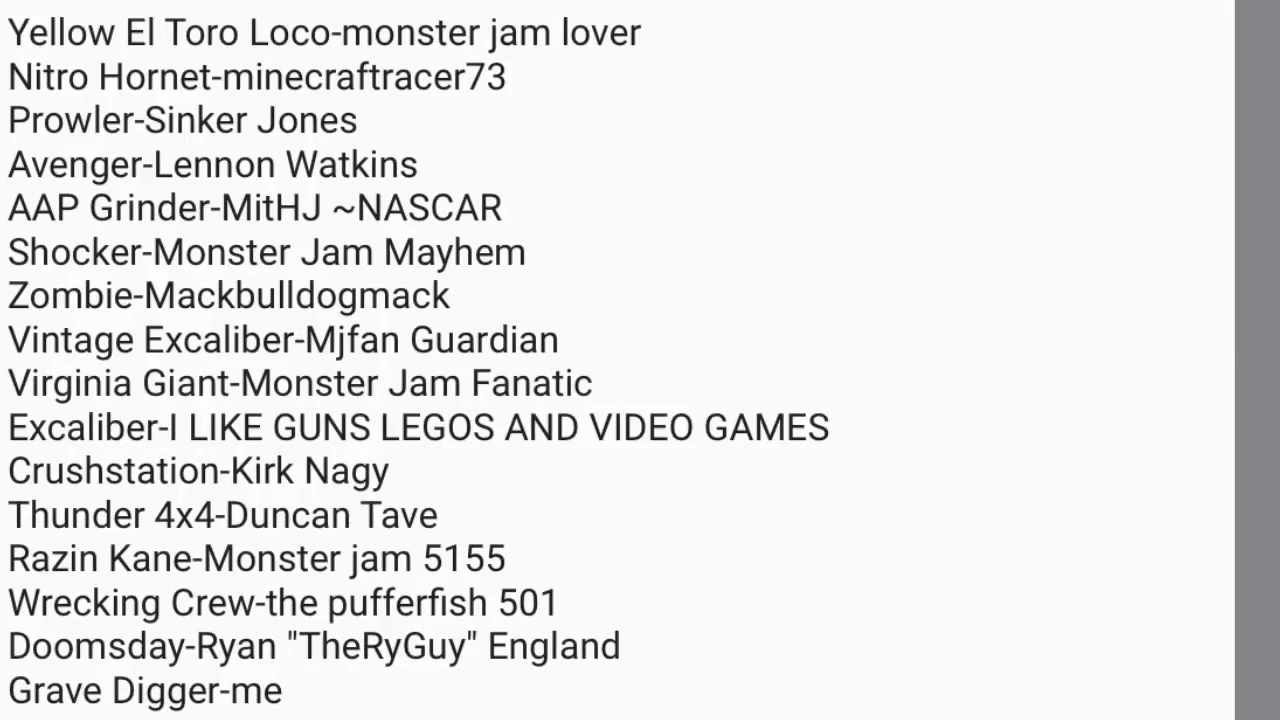 Yellow El Toro Loco-monster jam lover
Nitro Hornet-minecraftracer73
Prowler-Sinker Jones
Avenger-Lennon Watkins
AAP Grinder-MitHJ ~NASCAR
Shocker-Monster Jam Mayhem
Zombie-Mackbulldogmack
Vintage Excaliber-Mjfan Guardian
Virginia Giant-Monster Jam Fanatic
Excaliber-I LIKE GUNS LEGOS AND VIDEO GAMES
Crushstation-Kirk Nagy
Thunder 4x4-Duncan Tave
Razin Kane-Monster jam 5155
Wrecking Crew-the pufferfish 501
Doomsday-Ryan "TheRyGuy" England
Grave Digger-me